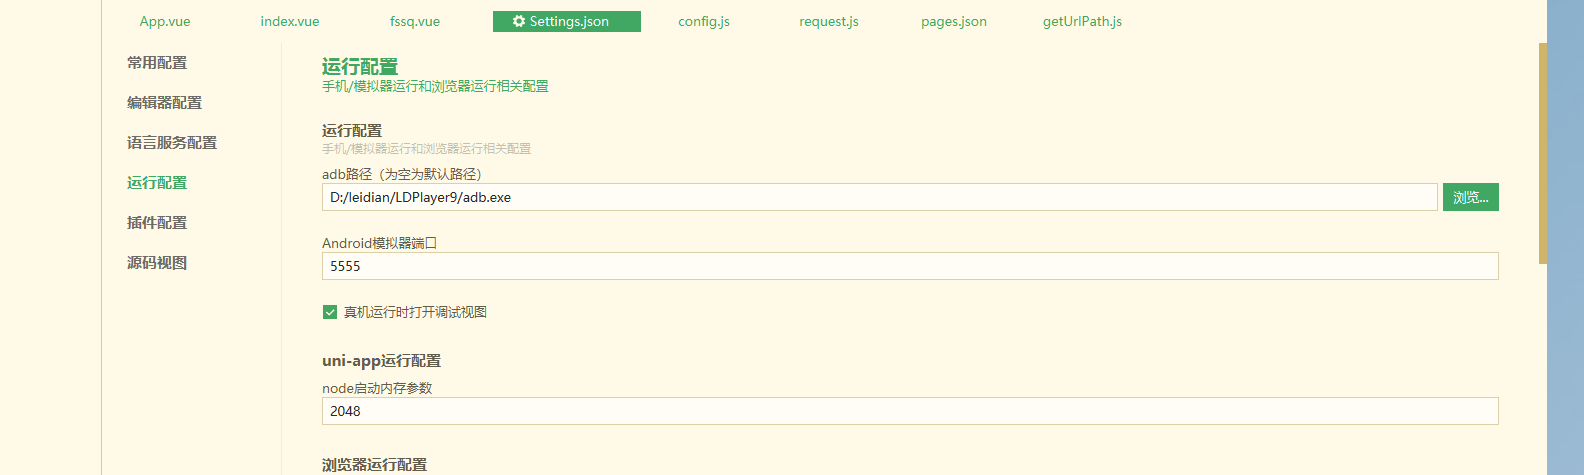 App.vue index.vue fssq.vue Settings.json config.js request.js pages.json getUrlPath.js
常用配置
编辑器配置
语言服务配置
运行配置
插件配置
源码视图
运行配置
手机/模拟器运行和浏览器运行相关配置
运行配置
手机/模拟器运行和浏览器运行相关配置
adb路径（为空为默认路径）
D:/leidian/LDPlayer9/adb.exe 浏览...
Android模拟器端口
5555
真机运行时打开调试视图
uni-app运行配置
node启动内存参数
2048
浏览器运行配置